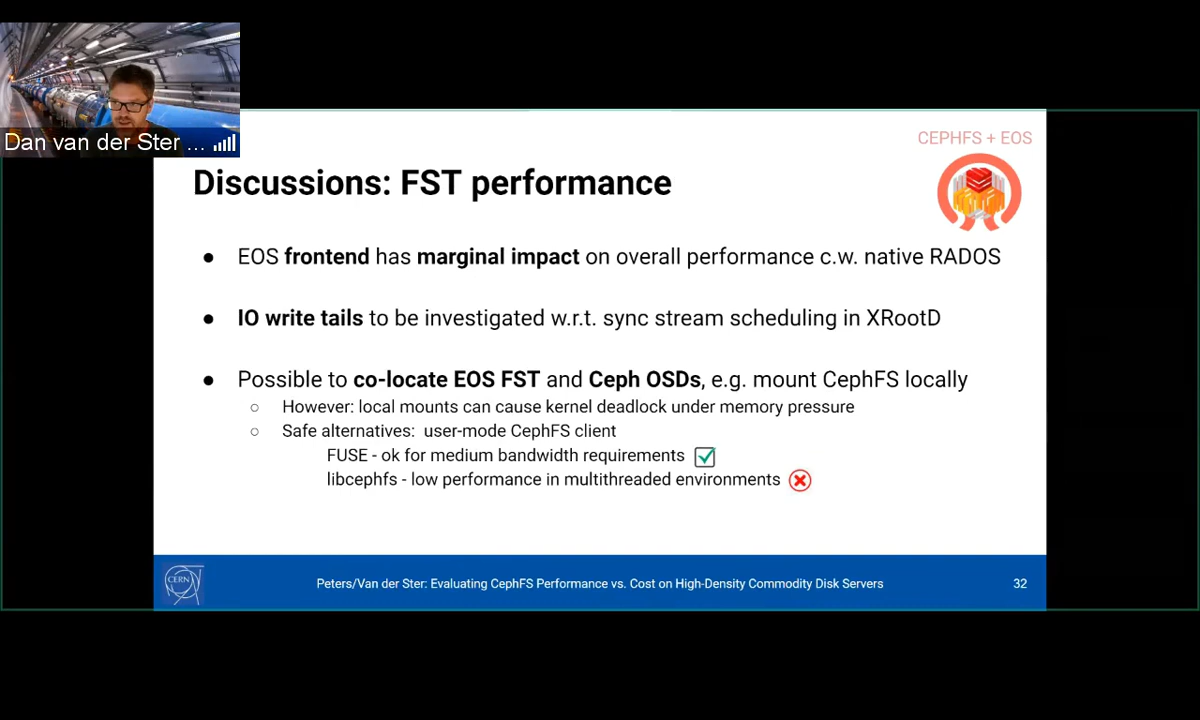 Dan van der Ster ...
CEPHFS + EOS
Discussions: FST performance
● EOS frontend has marginal impact on overall performance c.w. native RADOS
● IO write tails to be investigated w.r.t. sync stream scheduling in XRootD
● Possible to co-locate EOS FST and Ceph OSDs, e.g. mount CephFS locally
○ However: local mounts can cause kernel deadlock under memory pressure
○ Safe alternatives: user-mode CephFS client
FUSE - ok for medium bandwidth requirements
libcephfs - low performance in multithreaded environments
CERN
Peters/Van der Ster: Evaluating CephFS Performance vs. Cost on High-Density Commodity Disk Servers
32